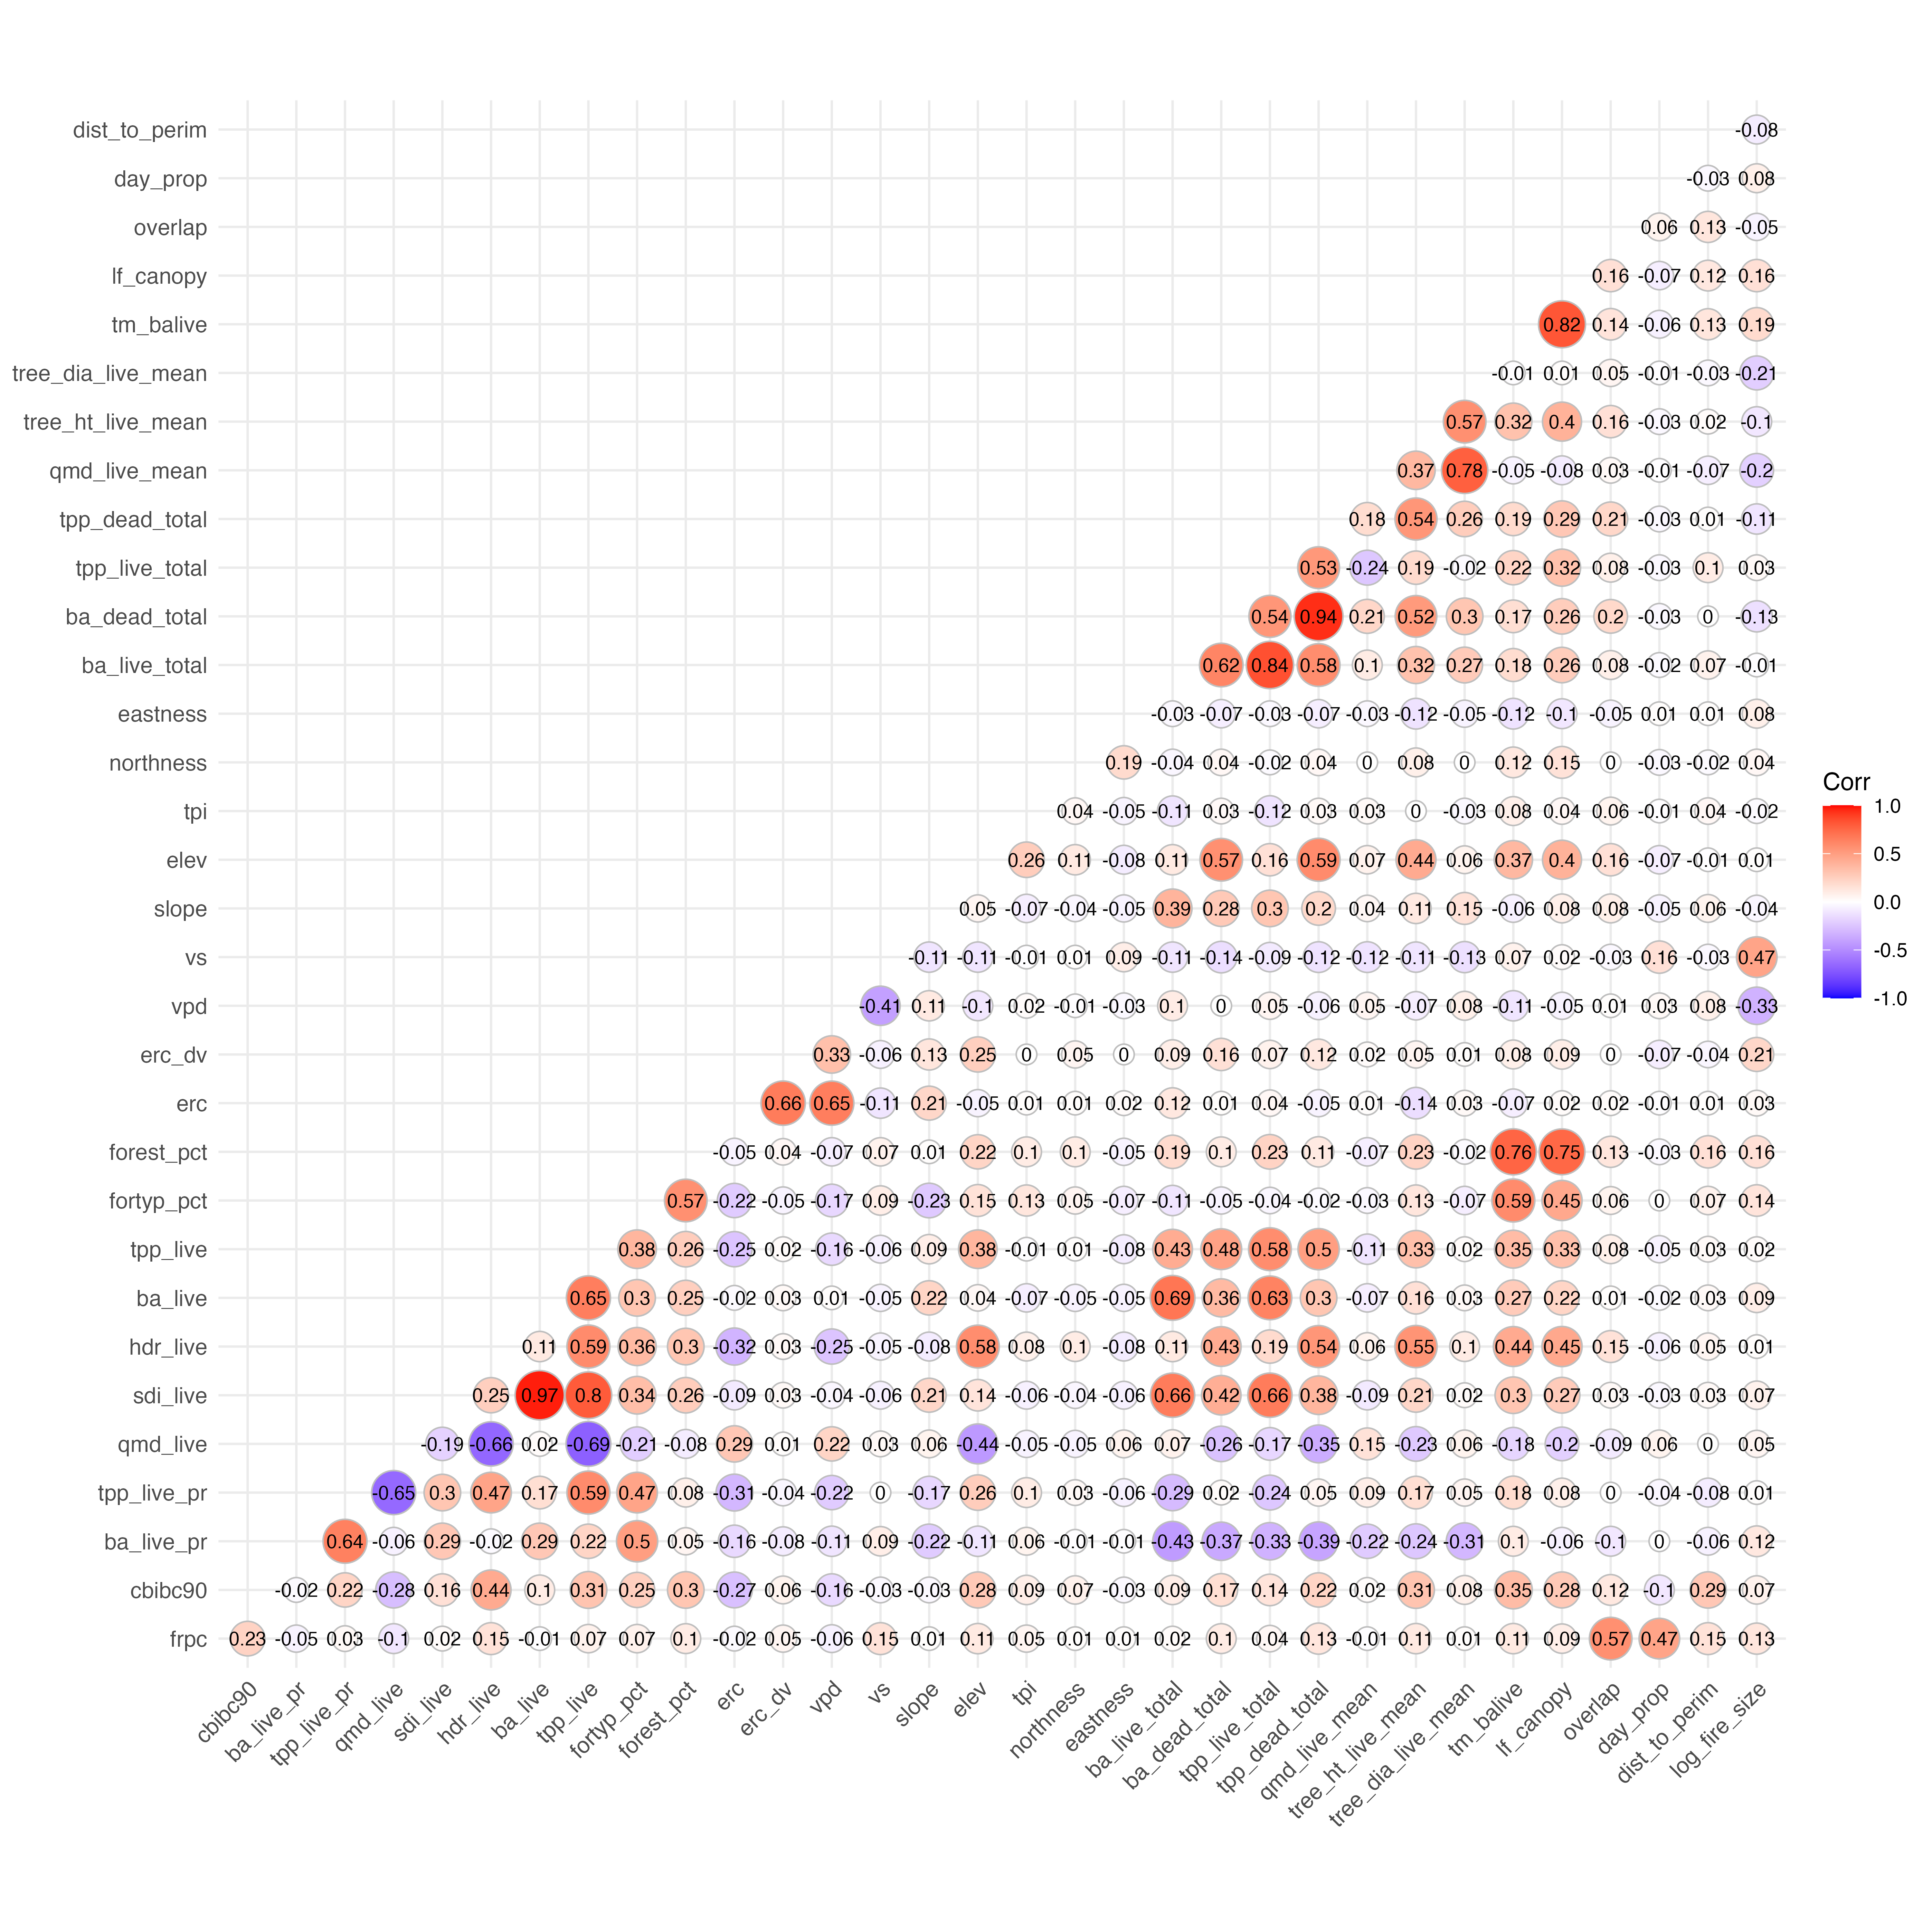 dist_to_perim -0.08
day_prop -0.03 0.08
overlap 0.06 0.13 -0.05
lf_canopy 0.16 -0.07 0.12 0.16
tm_balive 0.82 0.14 -0.06 0.13 0.19
tree_dia_live_mean -0.01 0.01 0.05 -0.01 -0.03 -0.21
tree_ht_live_mean 0.57 0.32 0.4 0.16 -0.03 0.02 -0.1
qmd_live_mean 0.37 0.78 -0.05 -0.08 0.03 -0.01 -0.07 -0.2
tpp_dead_total 0.18 0.54 0.26 0.19 0.29 0.21 -0.03 0.01 -0.11
tpp_live_total 0.53 -0.24 0.19 -0.02 0.22 0.32 0.08 -0.03 0.1 0.03
ba_dead_total 0.54 0.94 0.21 0.52 0.3 0.17 0.26 0.2 -0.03 0 -0.13
ba_live_total 0.62 0.84 0.58 0.1 0.32 0.27 0.18 0.26 0.08 -0.02 0.07 -0.01
eastness -0.03 -0.07 -0.03 -0.07 -0.03 -0.12 -0.05 -0.12 -0.1 -0.05 0.01 0.01 0.08
northness 0.19 -0.04 0.04 -0.02 0.04 0 0.08 0 0.12 0.15 0 -0.03 -0.02 0.04
tpi 0.04 -0.05 -0.11 0.03 -0.12 0.03 0.03 0 -0.03 0.08 0.04 0.06 -0.01 0.04 -0.02
elev 0.26 0.11 -0.08 0.11 0.57 0.16 0.59 0.07 0.44 0.06 0.37 0.4 0.16 -0.07 -0.01 0.01
slope 0.05 -0.07 -0.04 -0.05 0.39 0.28 0.3 0.2 0.04 0.11 0.15 -0.06 0.08 0.08 -0.05 0.06 -0.04
vs -0.11 -0.11 -0.01 0.01 0.09 -0.11 -0.14 -0.09 -0.12 -0.12 -0.11 -0.13 0.07 0.02 -0.03 0.16 -0.03 0.47
vpd -0.41 0.11 -0.1 0.02 -0.01 -0.03 0.1 0 0.05 -0.06 0.05 -0.07 0.08 -0.11 -0.05 0.01 0.03 0.08 -0.33
erc_dv 0.33 -0.06 0.13 0.25 0 0.05 0 0.09 0.16 0.07 0.12 0.02 0.05 0.01 0.08 0.09 0 -0.07 -0.04 0.21
erc 0.66 0.65 -0.11 0.21 -0.05 0.01 0.01 0.02 0.12 0.01 0.04 -0.05 0.01 -0.14 0.03 -0.07 0.02 0.02 -0.01 0.01 0.03
forest_pct -0.05 0.04 -0.07 0.07 0.01 0.22 0.1 0.1 -0.05 0.19 0.1 0.23 0.11 -0.07 0.23 -0.02 0.76 0.75 0.13 -0.03 0.16 0.16
fortyp_pct 0.57 -0.22 -0.05 -0.17 0.09 -0.23 0.15 0.13 0.05 -0.07 -0.11 -0.05 -0.04 -0.02 -0.03 0.13 -0.07 0.59 0.45 0.06 0 0.07 0.14
tpp_live 0.38 0.26 -0.25 0.02 -0.16 -0.06 0.09 0.38 -0.01 0.01 -0.08 0.43 0.48 0.58 0.5 -0.11 0.33 0.02 0.35 0.33 0.08 -0.05 0.03 0.02
ba_live 0.65 0.3 0.25 -0.02 0.03 0.01 -0.05 0.22 0.04 -0.07 -0.05 -0.05 0.69 0.36 0.63 0.3 -0.07 0.16 0.03 0.27 0.22 0.01 -0.02 0.03 0.09
hdr_live 0.11 0.59 0.36 0.3 -0.32 0.03 -0.25 -0.05 -0.08 0.58 0.08 0.1 -0.08 0.11 0.43 0.19 0.54 0.06 0.55 0.1 0.44 0.45 0.15 -0.06 0.05 0.01
sdi_live 0.25 0.97 0.8 0.34 0.26 -0.09 0.03 -0.04 -0.06 0.21 0.14 -0.06 -0.04 -0.06 0.66 0.42 0.66 0.38 -0.09 0.21 0.02 0.3 0.27 0.03 -0.03 0.03 0.07
qmd_live -0.19 -0.66 0.02 -0.69 -0.21 -0.08 0.29 0.01 0.22 0.03 0.06 -0.44 -0.05 -0.05 0.06 0.07 -0.26 -0.17 -0.35 0.15 -0.23 0.06 -0.18 -0.2 -0.09 0.06 0 0.05
tpp_live_pr -0.65 0.3 0.47 0.17 0.59 0.47 0.08 -0.31 -0.04 -0.22 0 -0.17 0.26 0.1 0.03 -0.06 -0.29 0.02 -0.24 0.05 0.09 0.17 0.05 0.18 0.08 0 -0.04 -0.08 0.01
ba_live_pr 0.64 -0.06 0.29 -0.02 0.29 0.22 0.5 0.05 -0.16 -0.08 -0.11 0.09 -0.22 -0.11 0.06 -0.01 -0.01 -0.43 -0.37 -0.33 -0.39 -0.22 -0.24 -0.31 0.1 -0.06 -0.1 0 -0.06 0.12
cbibc90 -0.02 0.22 -0.28 0.16 0.44 0.1 0.31 0.25 0.3 -0.27 0.06 -0.16 -0.03 -0.03 0.28 0.09 0.07 -0.03 0.09 0.17 0.14 0.22 0.02 0.31 0.08 0.35 0.28 0.12 -0.1 0.29 0.07
frpc 0.23 -0.05 0.03 -0.1 0.02 0.15 -0.01 0.07 0.07 0.1 -0.02 0.05 -0.06 0.15 0.01 0.11 0.05 0.01 0.01 0.02 0.1 0.04 0.13 -0.01 0.11 0.01 0.11 0.09 0.57 0.47 0.15 0.13
cbibc90
ba_live_pr
tpp_live_pr
qmd_live
sdi_live
hdr_live
ba_live
tpp_live
fortyp_pct
forest_pct
erc
erc_dv
vpd
vs
slope
elev
tpi
northness
eastness
ba_live_total
ba_dead_total
tpp_live_total
tpp_dead_total
qmd_live_mean
tree_ht_live_mean
tree_dia_live_mean
tm_balive
lf_canopy
overlap
day_prop
dist_to_perim
log_fire_size
Corr
1.0
0.5
0.0
-0.5
-1.0